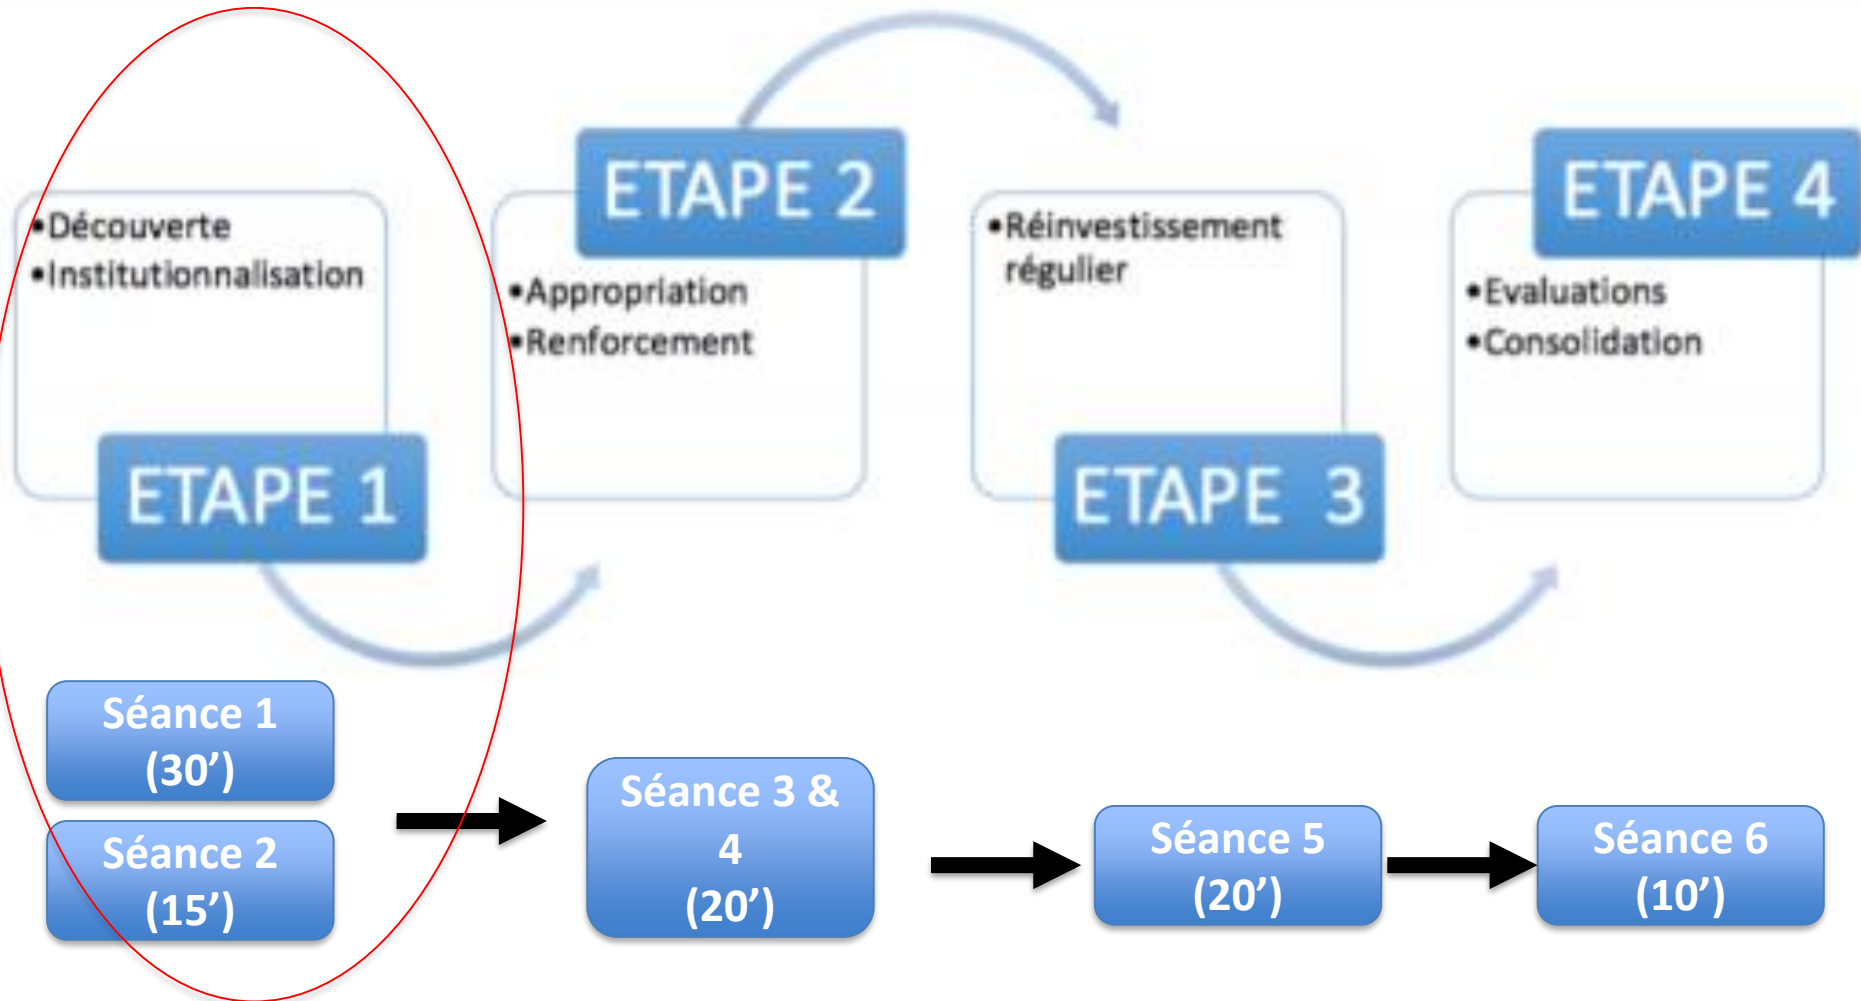 •Découverte
•Institutionnalisation
ETAPE 1
ETAPE 2
•Appropriation
•Renforcement
•Réinvestissement
régulier
ETAPE 3
ETAPE 4
•Evaluations
•Consolidation
Séance 1
(30’)
Séance 2
(15’)
Séance 3 &
4
(20’)
Séance 5
(20’)
Séance 6
(10’)